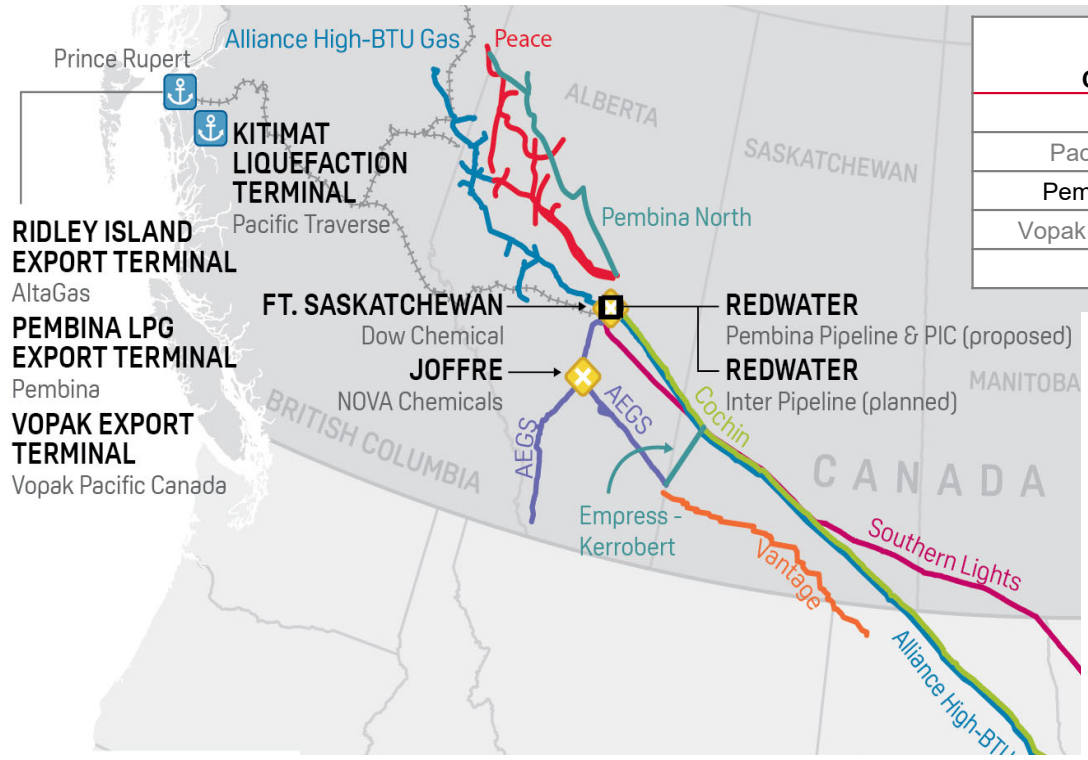 Alliance High-BTU Gas
Peace
Prince Rupert
ALBERTA
SASKATCHEWAN
KITIMAT
LIQUEFACTION
TERMINAL
Pacific Traverse
Pembina North
RIDLEY ISLAND
EXPORT TERMINAL
AltaGas
PEMBINA LPG
EXPORT TERMINAL
Pembina
VOPAK EXPORT
TERMINAL
Vopak Pacific Canada
FT. SASKATCHEWAN
Dow Chemical
JOFFRE
NOVA Chemicals
REDWATER
Pembina Pipeline & PIC (proposed)
REDWATER
Inter Pipeline (planned)
MANITOBA
BRITISH COLUMBIA
AEGS
AEGS
Cochin
CANADA
Empress -
Kerrobert
Vantage
Southern Lights
Alliance High-BTU
Pac
Pem
Vopak